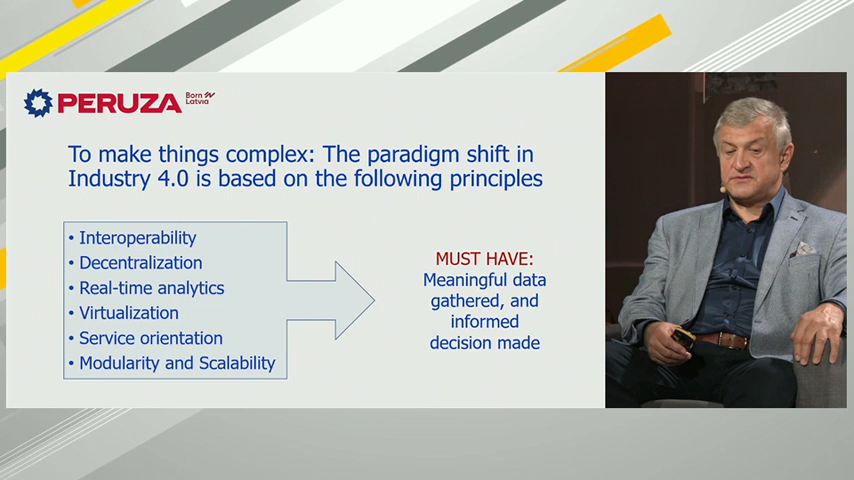 PERUZA
Born
Latvia
To make things complex: The paradigm shift in
Industry 4.0 is based on the following principles
• Interoperability
• Decentralization
• Real-time analytics
• Virtualization
• Service orientation
• Modularity and Scalability
MUST HAVE:
Meaningful data
gathered, and
informed
decision made